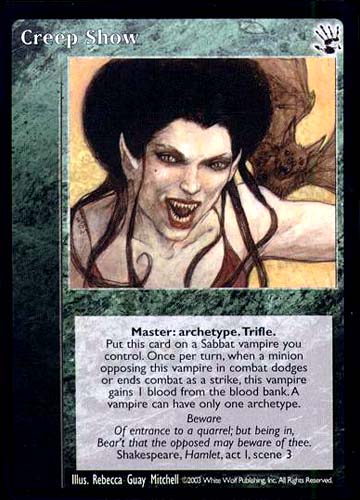 Creep Show
Master: archetype. Trifle.
Put this card on a Sabbat vampire you
control. Once per turn, when a minion
opposing this vampire in combat dodges
or ends combat as a strike, this vampire
gains 1 blood from the blood bank. A
vampire can have only one archetype.
Beware
Of entrance to a quarrel; but being in,
Bear't that the opposed may beware of thee.
Shakespeare, Hamlet, act 1, scene 3
Illus. Rebecca Guay Mitchell ©2003 White Wolf Publishing, Inc. All Rights Reserved.